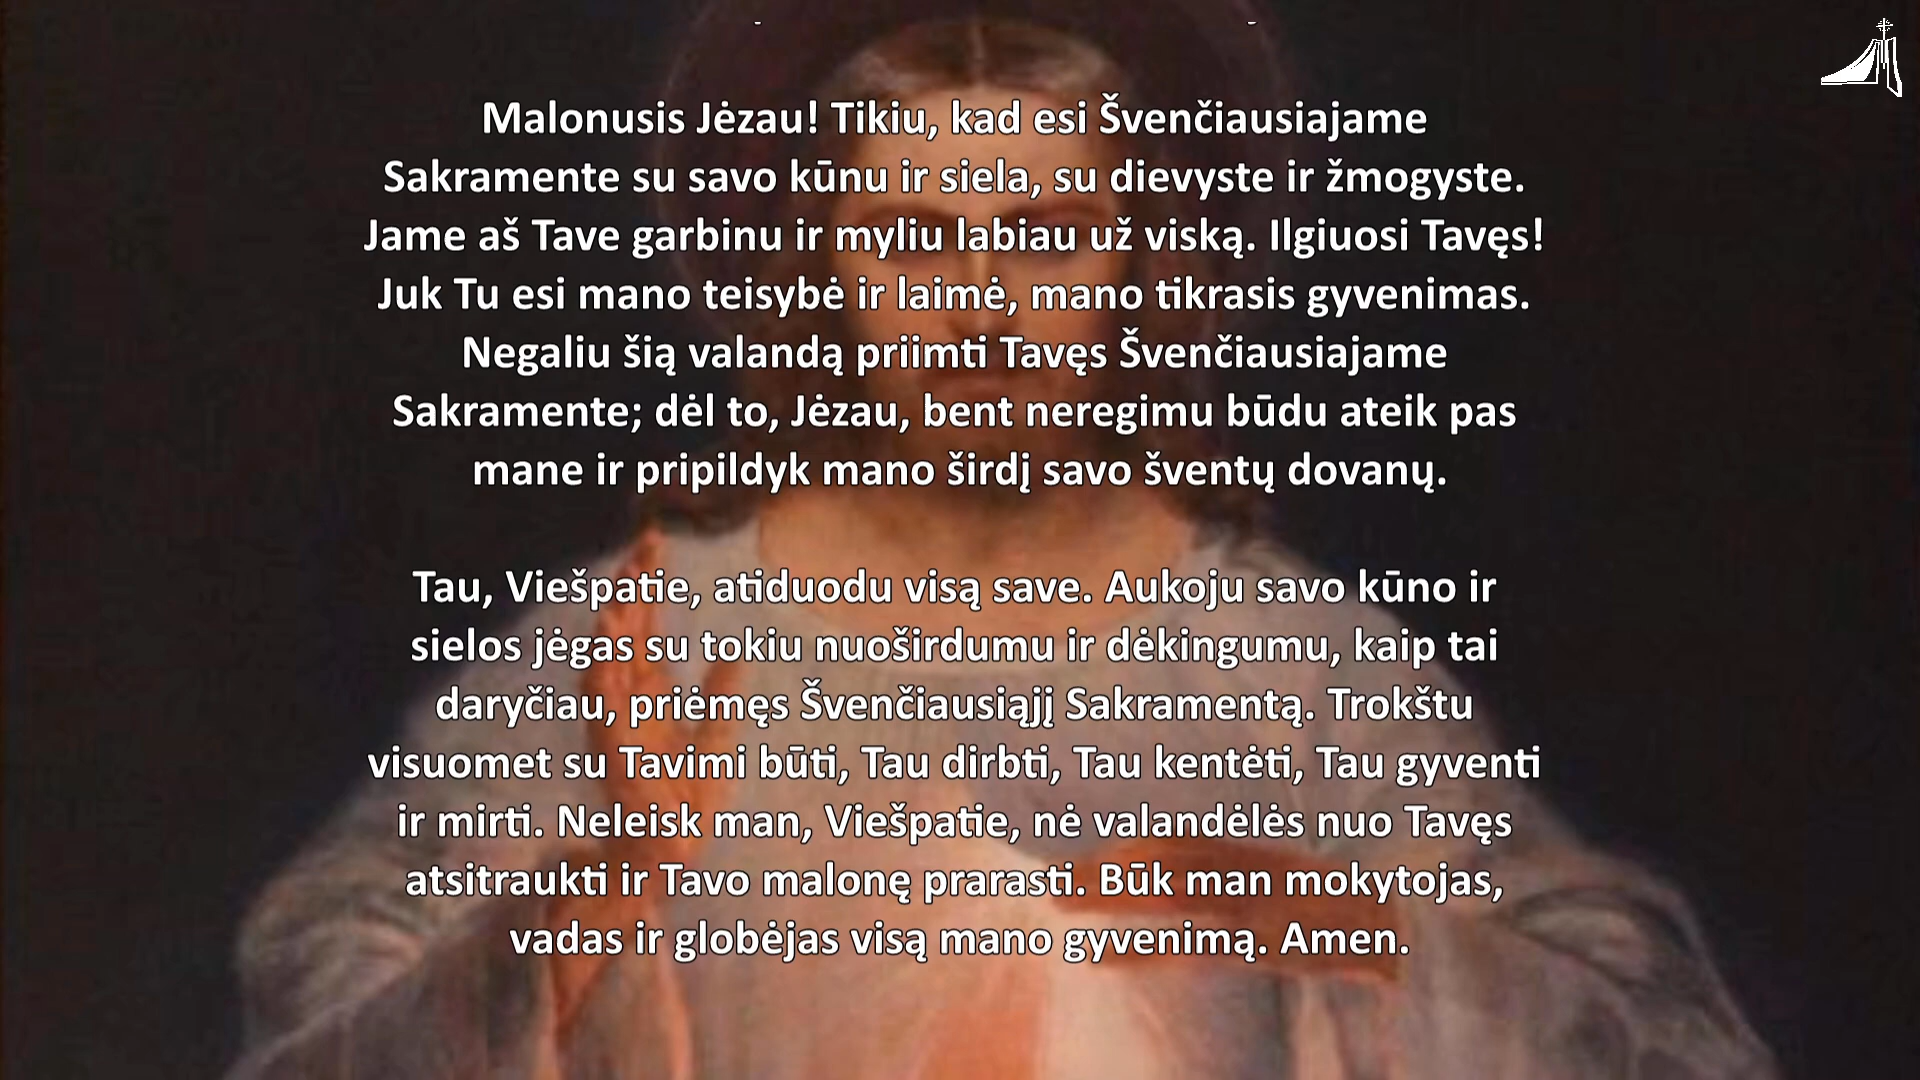 Malonusis Jėzau! Tikiu, kad esi Švenčiausiajame
Sakramente su savo kūnu ir siela, su dievyste ir žmogyste.
Jame aš Tave garbinu ir myliu labiau už viską. Ilgiuosi Tavęs!
Juk Tu esi mano teisybė ir laimė, mano tikrasis gyvenimas.
Negaliu šią valandą priimti Tavęs Švenčiausiajame
Sakramente; dėl to, Jėzau, bent neregimu būdu ateik pas
mane ir pripildyk mano širdį savo šventų dovanų.
Tau, Viešpatie, atiduodu visą save. Aukoju savo kūno ir
sielos jėgas su tokiu nuoširdumu ir dėkingumu, kaip tai
daryčiau, priėmęs Švenčiausiąjį Sakramentą. Trokštu
visuomet su Tavimi būti, Tau dirbti, Tau kentėti, Tau gyventi
ir mirti. Neleisk man, Viešpatie, nė valandėlės nuo Tavęs
atsitraukti ir Tavo malonę prarasti. Būk man mokytojas,
vadas ir globėjas visą mano gyvenimą. Amen.